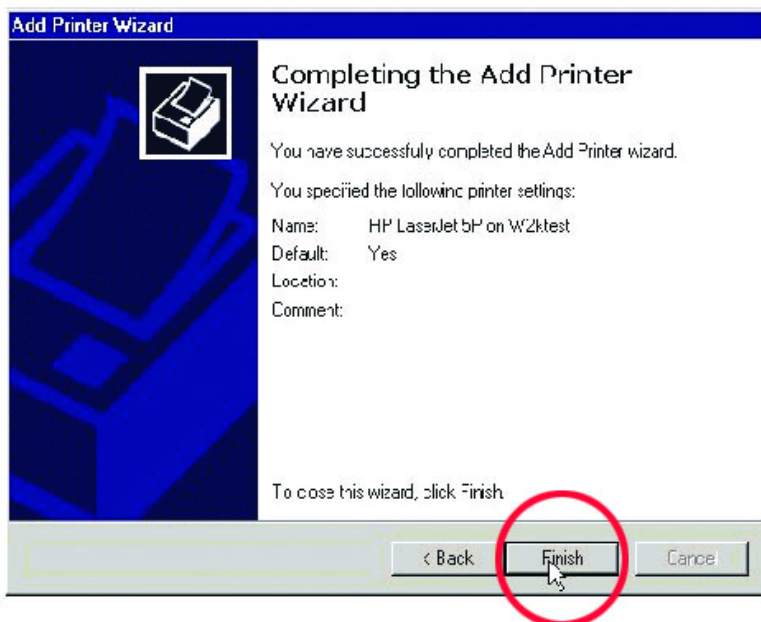 Add Printer Wizard
Completing the Add Printer
Wizard
You have successfully completed the Add Printer wizard.
You specified the following printer settings:
Name: HP LaserJet 5P on W2ktest
Default: Yes
Location:
Comment:
To close this wizard, click Finish.
< Back Finish Cancel